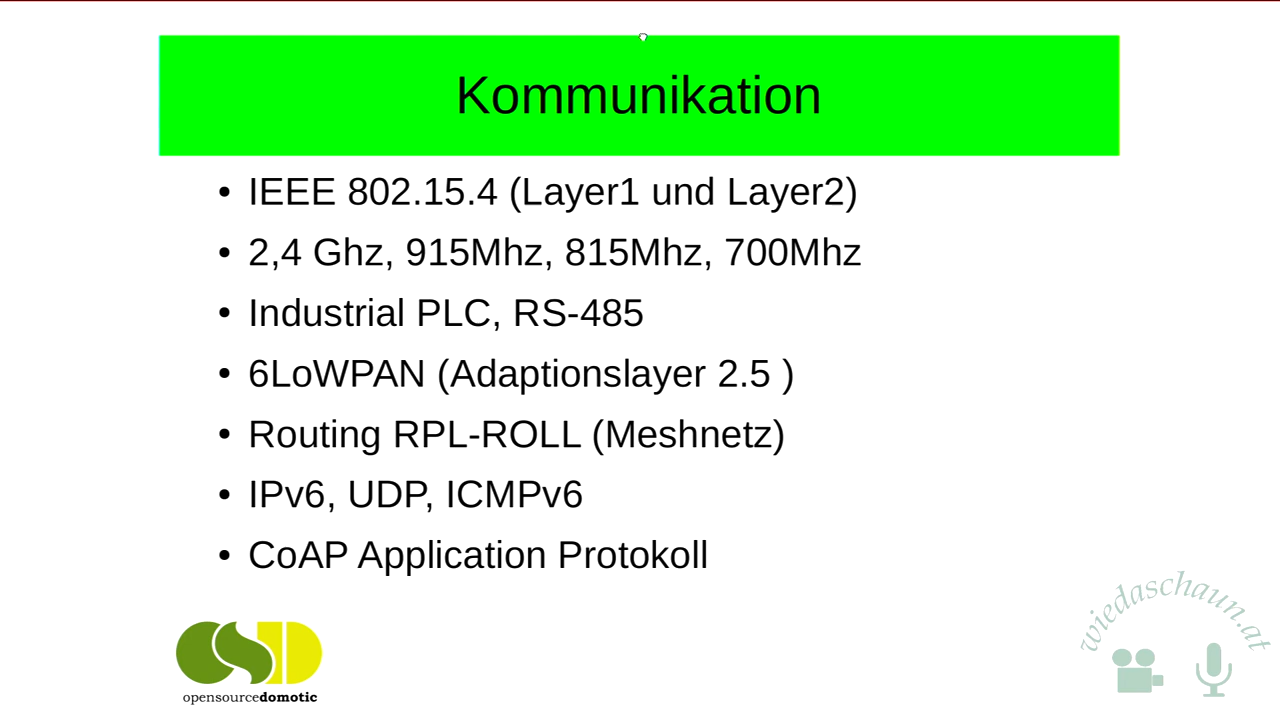 Kommunikation
• IEEE 802.15.4 (Layer1 und Layer2)
• 2,4 Ghz, 915Mhz, 815Mhz, 700Mhz
• Industrial PLC, RS-485
• 6LoWPAN (Adaptionslayer 2.5 )
• Routing RPL-ROLL (Meshnetz)
• IPv6, UDP, ICMPv6
• CoAP Application Protokoll
wiedaschaun.at
OSD
opensourcedomotic